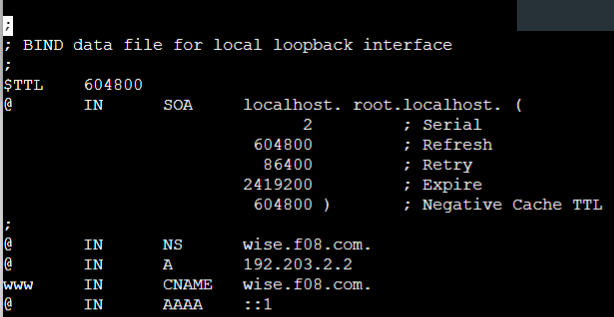 ;
; BIND data file for local loopback interface
;
$TTL 604800
@ IN SOA localhost. root.localhost. (
2 ; Serial
604800 ; Refresh
86400 ; Retry
2419200 ; Expire
604800 ) ; Negative Cache TTL
;
@ IN NS wise.f08.com.
@ IN A 192.203.2.2
www IN CNAME wise.f08.com.
@ IN AAAA ::1